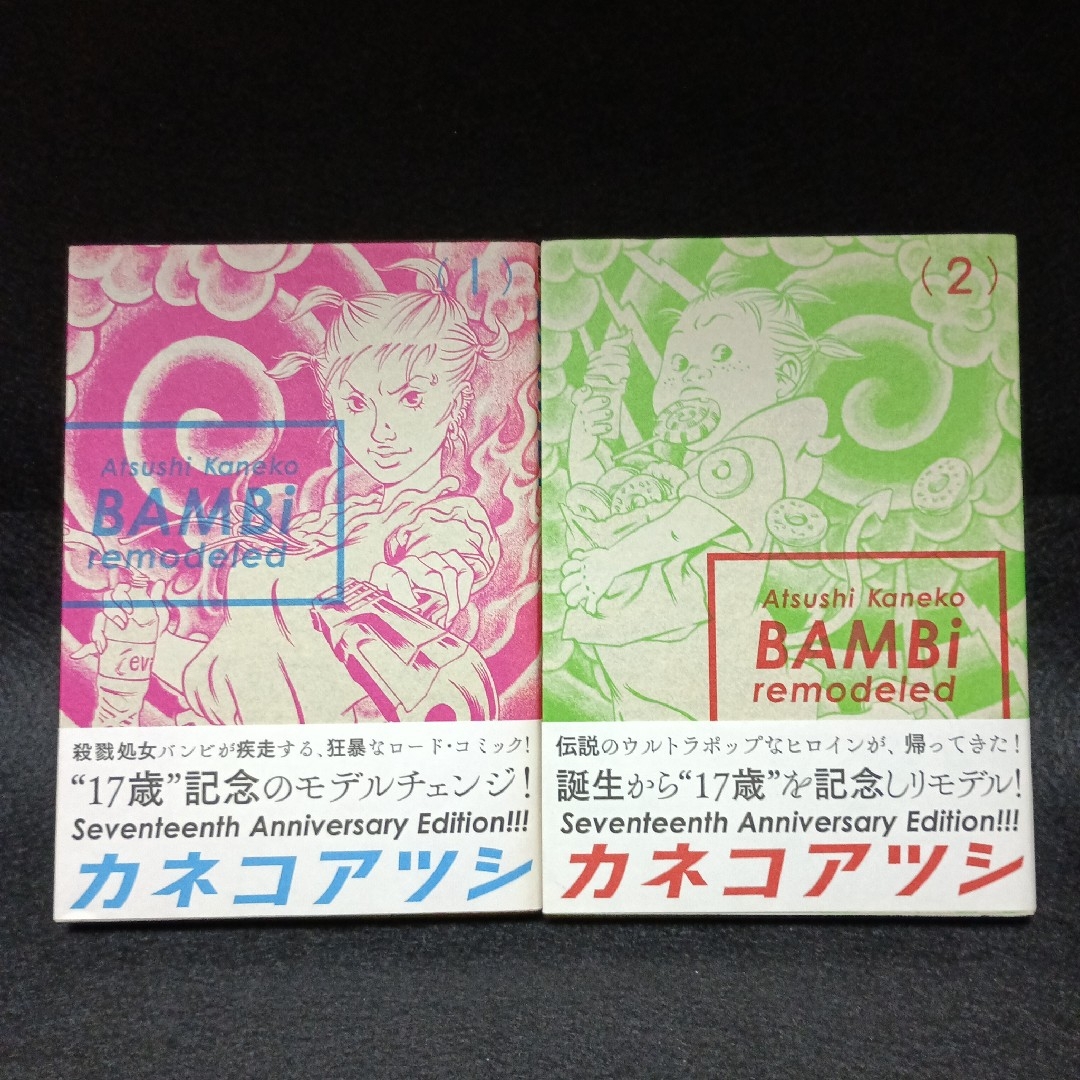 (1)
Atsushi Kaneko
BAMBi
remodeled
evi
殺戮処女バンビが疾走する、狂暴なロード・コミック!
“17歳”記念のモデルチェンジ!
Seventeenth Anniversary Edition!!!
カネコアツシ
(2)
Atsushi Kaneko
BAMBi
remodeled
伝説のウルトラポップなヒロインが、帰ってきた!
誕生から“17歳”を記念しリモデル!
Seventeenth Anniversary Edition!!!
カネコアツシ